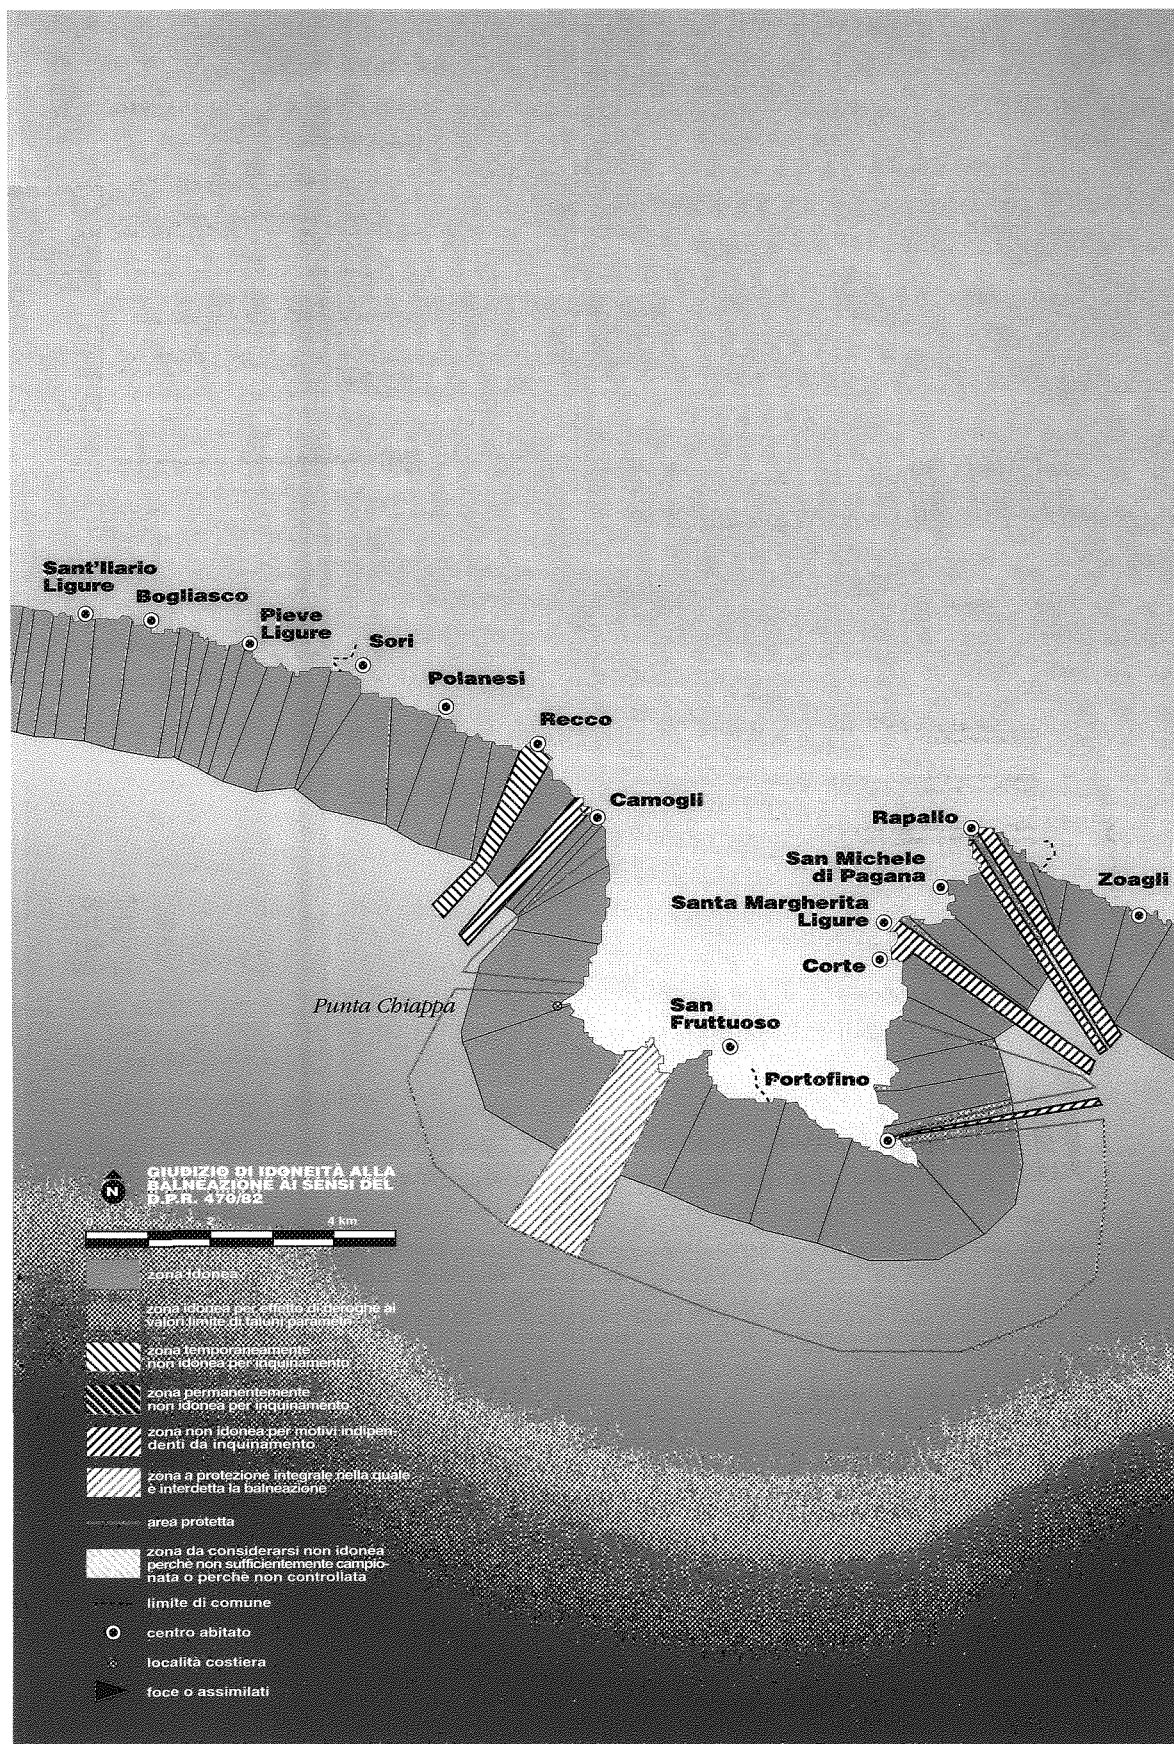 Sant'Ilario
Ligure
Bogliasco
Pieve
Ligure
Sori
Polanesi
Recco
Camogli
Rapallo
San Michele
di Pagana
Zoagli
Santa Margherita
Ligure
Corte
Punta Chiappa
San
Fruttuoso
Portofino
N
GIUDIZIO DI IDONEITÀ ALLA
BALNEAZIONE AI SENSI DEL
D.P.R. 470/82
0 2 4 km
zona idonea
zona idonea per effetto di deroghe ai
valori limite di taluni parametri
zona temporaneamente
non idonea per inquinamento
zona permanentemente
non idonea per inquinamento
zona non idonea per motivi indipen-
denti da inquinamento
zona a protezione integrale nella quale
è interdetta la balneazione
area protetta
zona da considerarsi non idonea
perchè non sufficientemente campio-
nata o perchè non controllata
limite di comune
centro abitato
località costiera
foce o assimilati